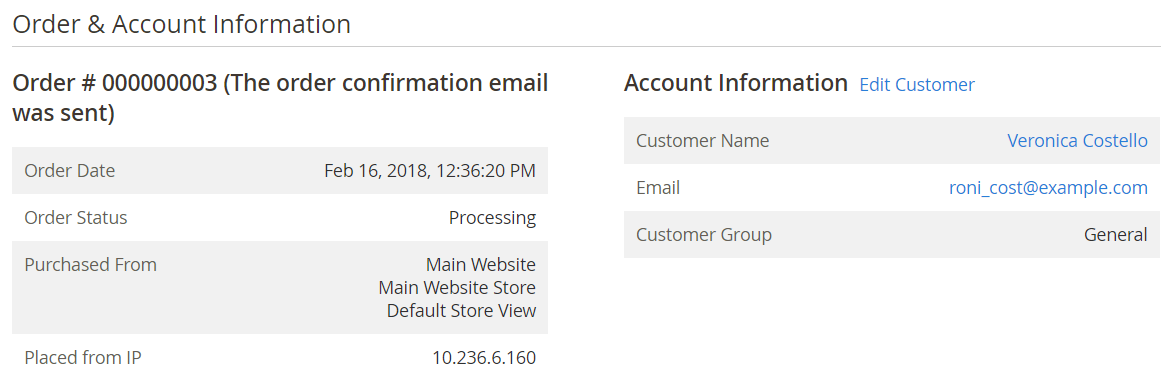 Order & Account Information
Order # 000000003 (The order confirmation email
was sent)
Order Date Feb 16, 2018, 12:36:20 PM
Order Status Processing
Purchased From Main Website
Main Website Store
Default Store View
Placed from IP 10.236.6.160
Account Information Edit Customer
Customer Name Veronica Costello
Email roni_cost@example.com
Customer Group General